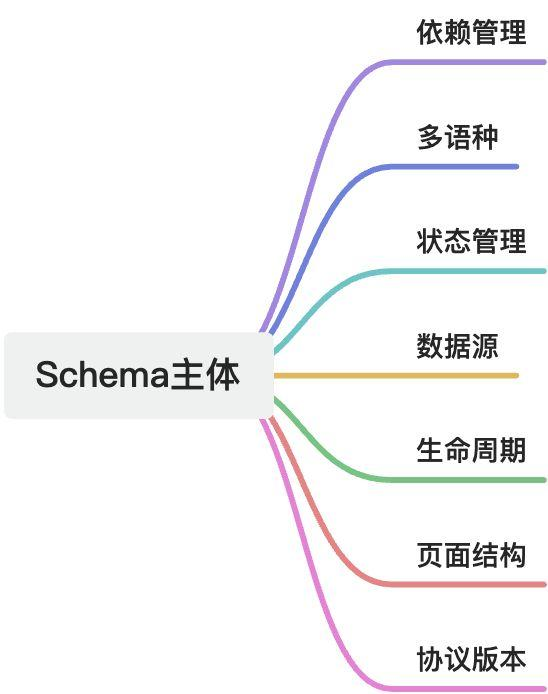 Schema主体
依赖管理
多语种
状态管理
数据源
生命周期
页面结构
协议版本